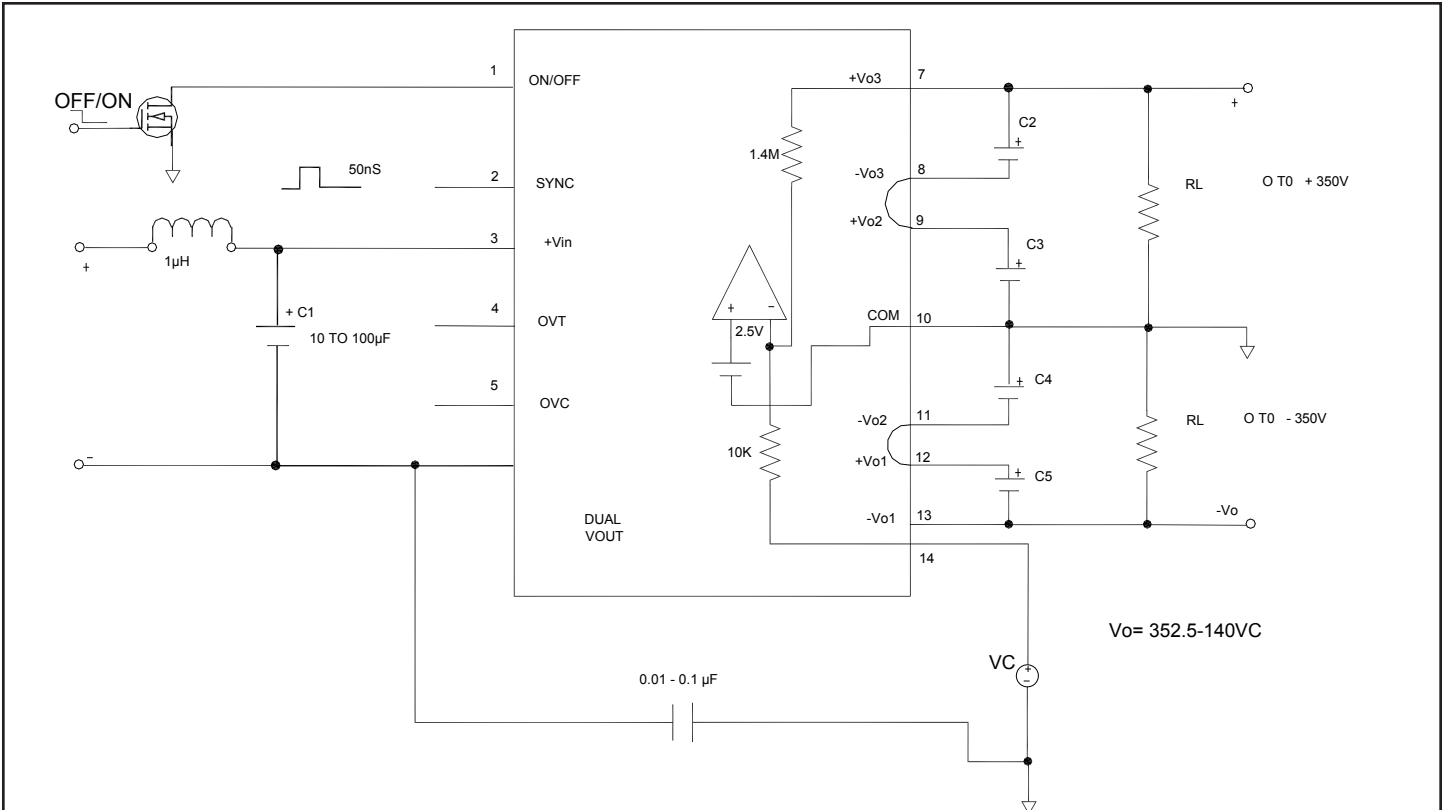 1
ON/OFF
+Vo3
7
OFF/ON
+
C2
+
1.4M
50nS
2
SYNC
-Vo3
8
RL
O T0 + 350V
+Vo2
9
3
+Vin
C3
+
1µH
+
+ C1
4
OVT
10 TO 100µF
+ -
2.5V
COM
10
C4
+
5
OVC
-Vo2
11
RL
O T0 - 350V
10K
+Vo1
12
-
+
C5
DUAL
VOUT
-Vo1
13
-Vo
14
Vo= 352.5-140VC
VC
+
-
0.01 - 0.1 µF